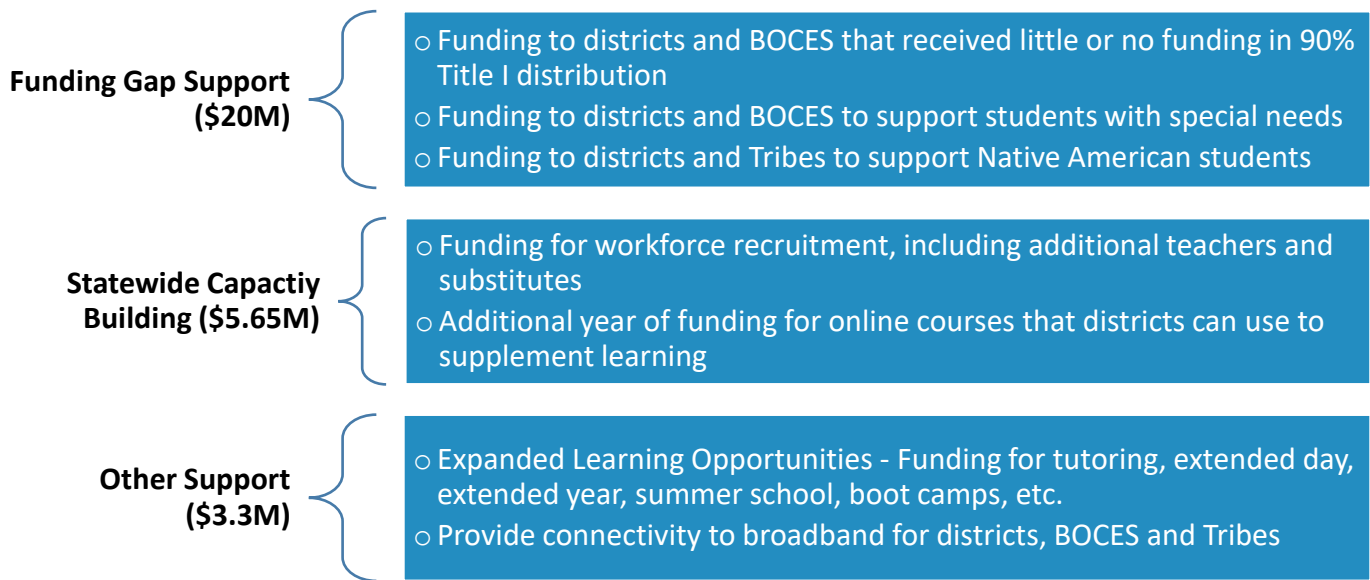 Funding Gap Support
($20M)
○ Funding to districts and BOCES that received little or no funding in 90%
Title I distribution
○ Funding to districts and BOCES to support students with special needs
○ Funding to districts and Tribes to support Native American students
Statewide Capactiy
Building ($5.65M)
○ Funding for workforce recruitment, including additional teachers and
substitutes
○ Additional year of funding for online courses that districts can use to
supplement learning
Other Support
($3.3M)
○ Expanded Learning Opportunities - Funding for tutoring, extended day,
extended year, summer school, boot camps, etc.
○ Provide connectivity to broadband for districts, BOCES and Tribes